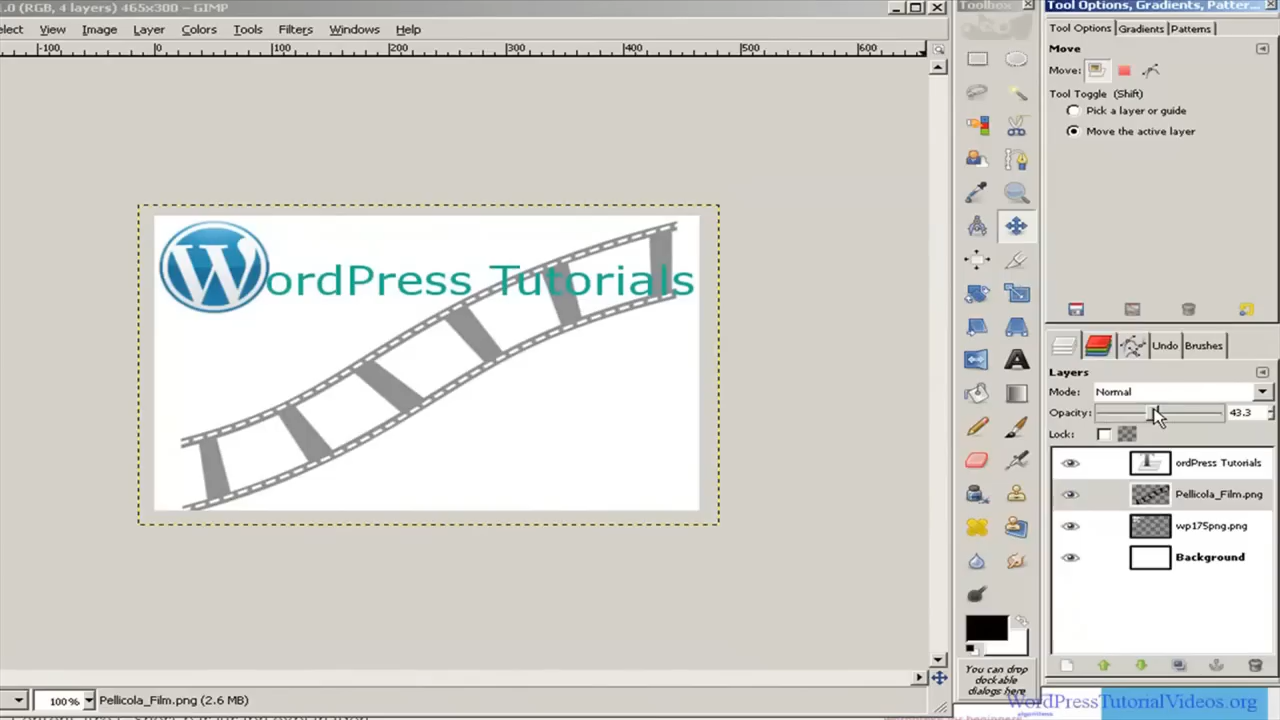 1.0 (RGB, 4 layers) 465x300 – GIMP
elect View Image Layer Colors Tools Filters Windows Help
-100 0 100 200 300 400 500 600
WordPress Tutorials
100% Pellicola_Film.png (2.6 MB)
Toolbox
You can drop
dockable
dialogs here
Tool Options, Gradients, Patter...
Tool Options Gradients Patterns
Move
Move:
Tool Toggle (Shift)
Pick a layer or guide
Move the active layer
Undo Brushes
Layers
Mode: Normal
Opacity: 43.3
Lock:
ordPress Tutorials
Pellicola_Film.png
wp175png.png
Background
WordPressTutorialVideos.org